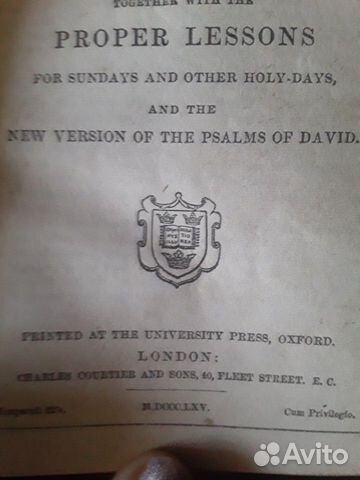 TOGETHER WITH THE
PROPER LESSONS
FOR SUNDAYS AND OTHER HOLY-DAYS,
AND THE
NEW VERSION OF THE PSALMS OF DAVID.
PRINTED AT THE UNIVERSITY PRESS, OXFORD.
LONDON:
CHARLES COURTIER AND SONS, 40, FLEET STREET. E. C.
M.DCCC.LXV. Cum Privilegio.
Avito